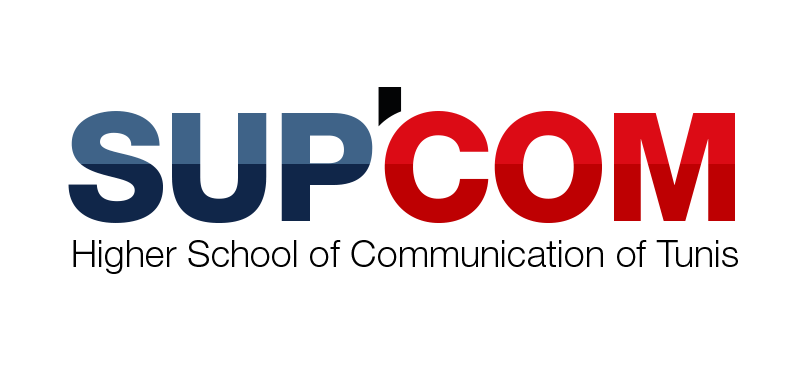 SUP'COM
Higher School of Communication of Tunis